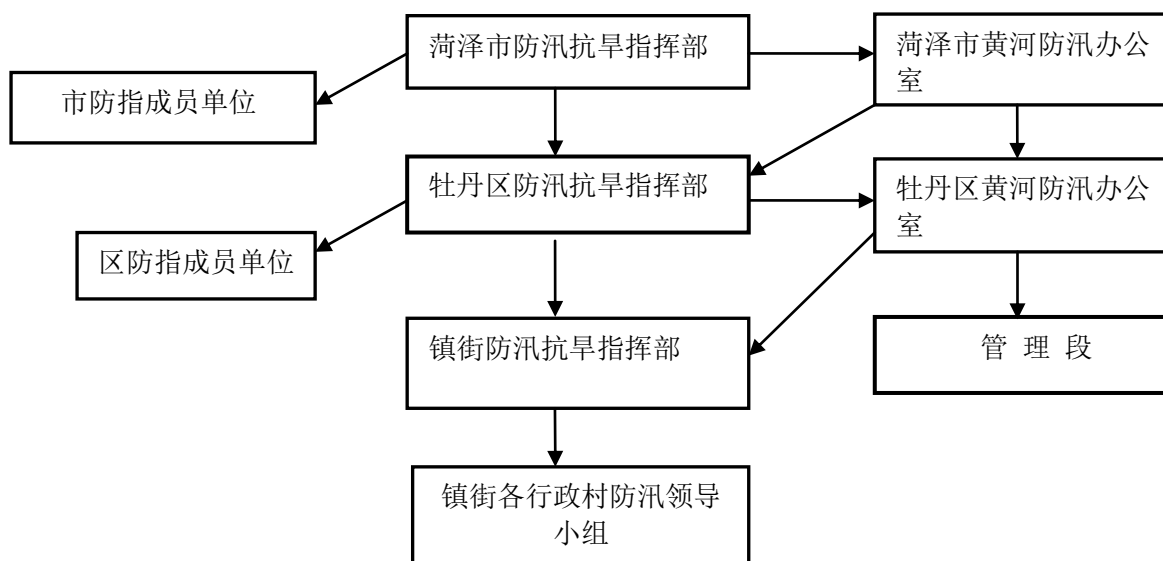 菏泽市防汛抗旱指挥部
菏泽市黄河防汛办公
室
市防指成员单位
牡丹区防汛抗旱指挥部
牡丹区黄河防汛办公
室
区防指成员单位
镇街防汛抗旱指挥部
管 理 段
镇街各行政村防汛领导
小组